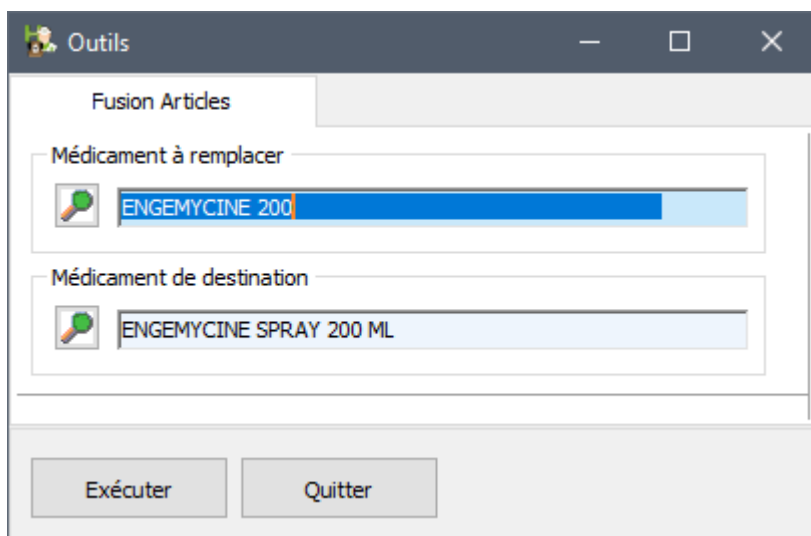 Outils
Fusion Articles
Médicament à remplacer
ENGEMYCINE 200
Médicament de destination
ENGEMYCINE SPRAY 200 ML
Exécuter
Quitter